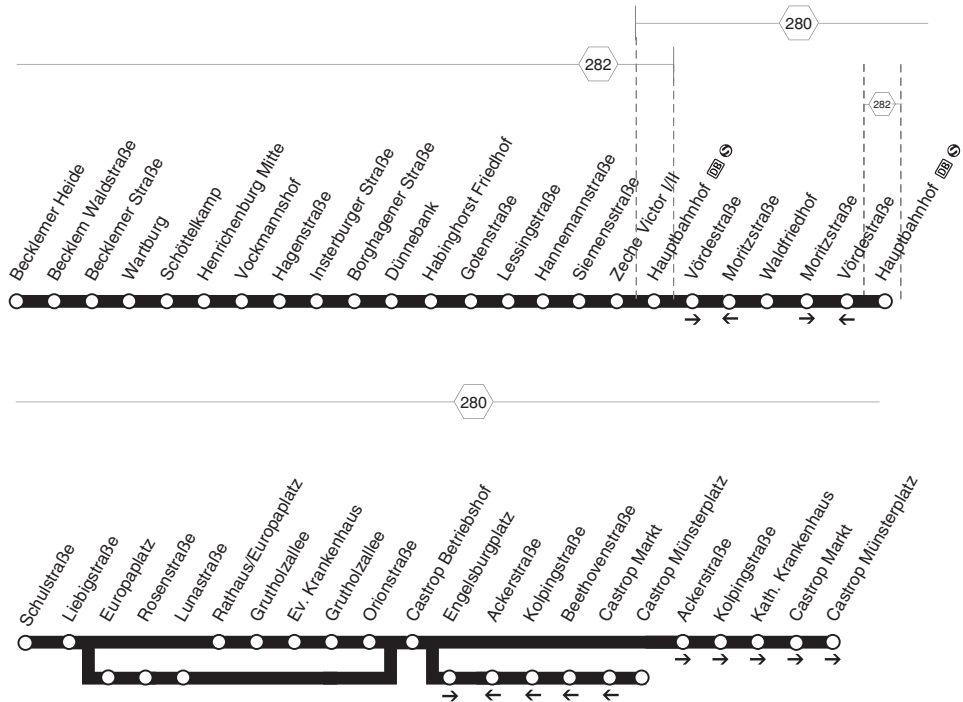 280
282
282
Becklemer Heide
Becklem Waldstraße
Becklemer Straße
Wartburg
Schöttelkamp
Henrichenburg Mitte
Vockmannshof
Hagenstraße
Insterburger Straße
Borghagener Straße
Dünnebank
Habinghorst Friedhof
Gotenstraße
Lessingstraße
Hannemannstraße
Siemensstraße
Zeche Victor I/II
Hauptbahnhof DB S
Vördestraße
Moritzstraße
Waldfriedhof
Moritzstraße
Vördestraße
Hauptbahnhof DB S
280
Schulstraße
Liebigstraße
Europaplatz
Rosenstraße
Lunastraße
Rathaus/Europaplatz
Grutholzallee
Ev. Krankenhaus
Grutholzallee
Orionstraße
Castrop Betriebshof
Engelsburgplatz
Ackerstraße
Kolpingstraße
Beethovenstraße
Castrop Markt
Castrop Münsterplatz
Ackerstraße
Kolpingstraße
Kath. Krankenhaus
Castrop Markt
Castrop Münsterplatz